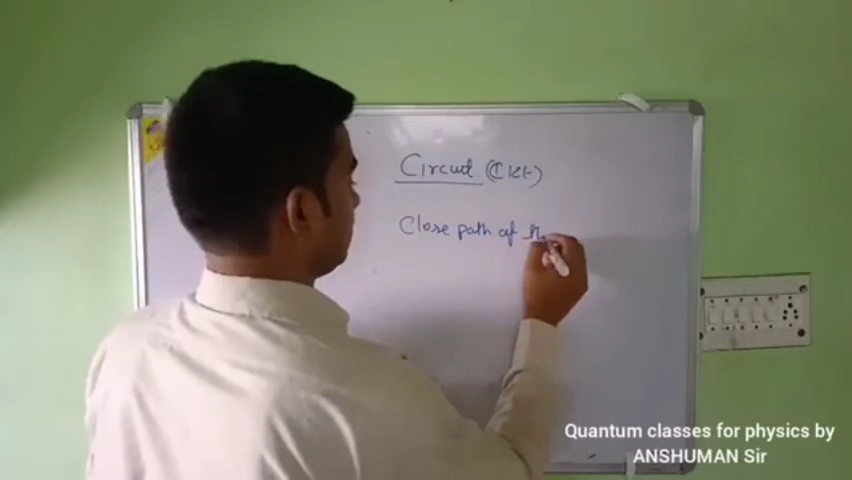 Circuit (CKt)
Close path of
Quantum classes for physics by
ANSHUMAN Sir